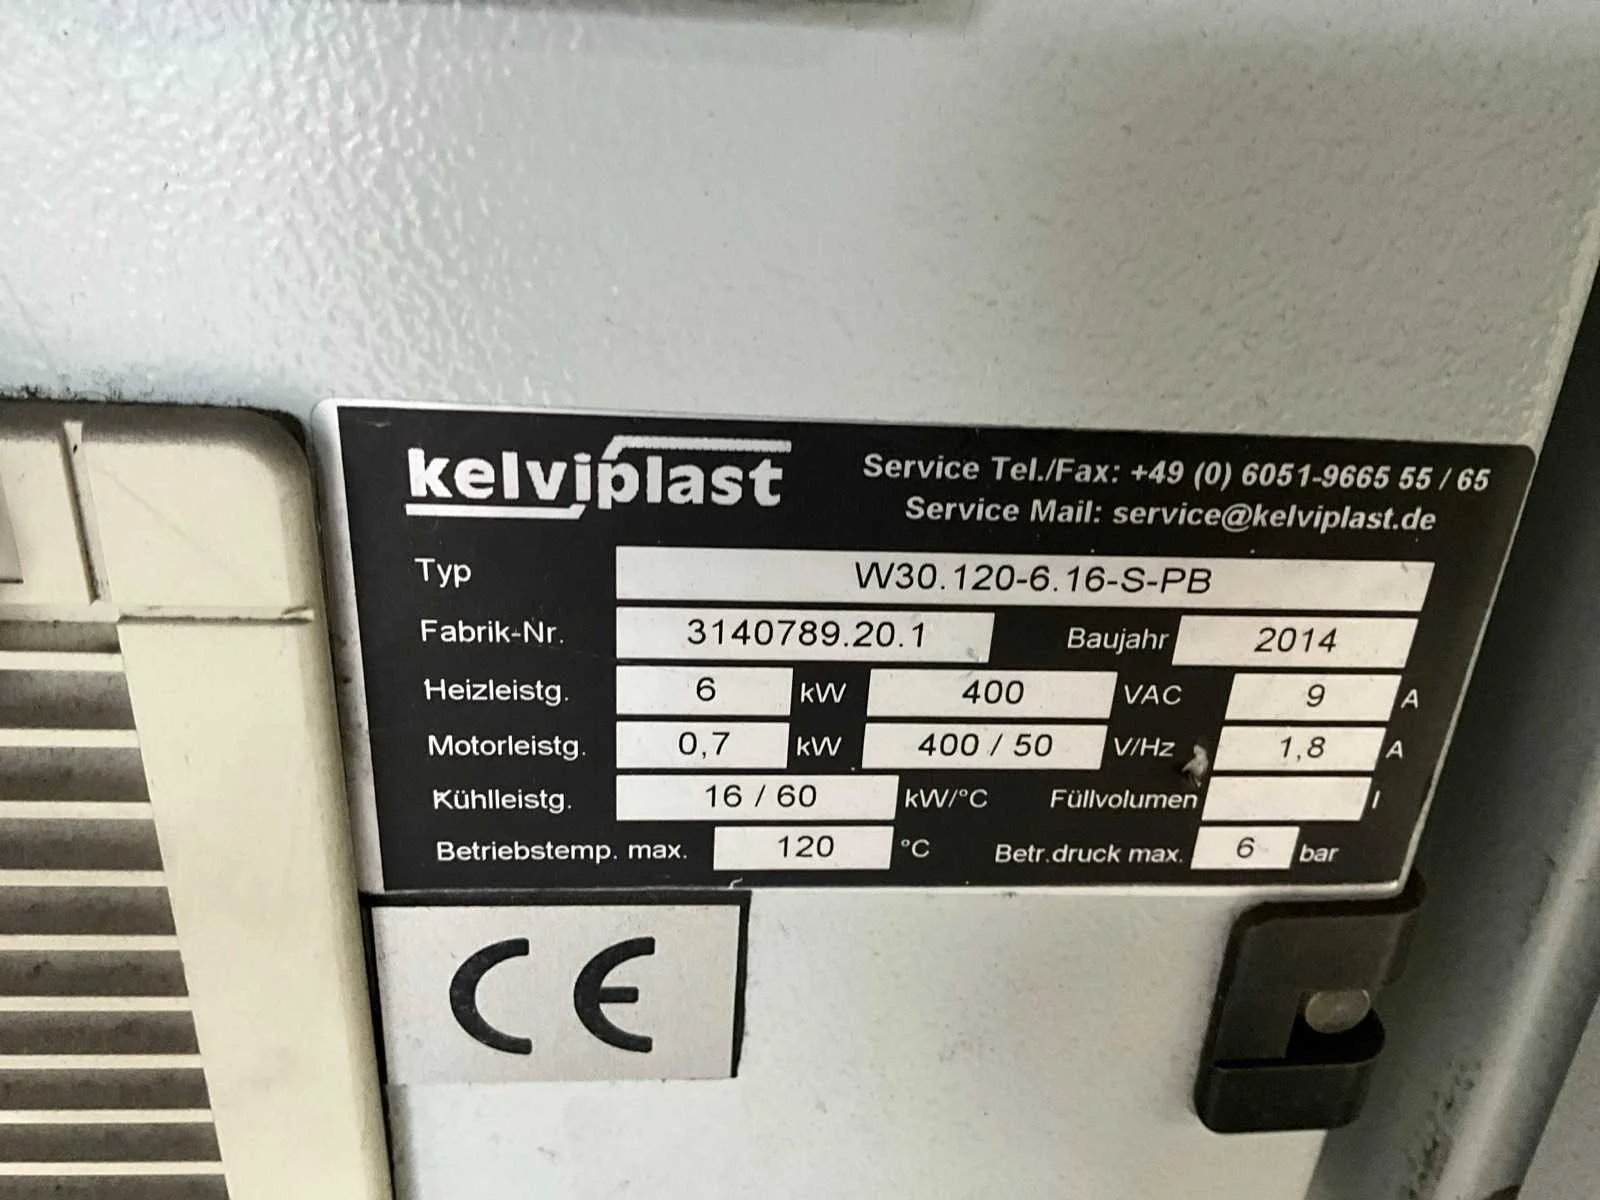 kelviplast
Service Tel./Fax: +49 (0) 6051-9665 55 / 65
Service Mail: service@kelviplast.de
Typ W30.120-6.16-S-PB
Fabrik-Nr. 3140789.20.1 Baujahr 2014
Heizleistg. 6 kW 400 VAC 9 A
Motorleistg. 0,7 kW 400 / 50 V/Hz 1,8 A
Kühlleistg. 16 / 60 kW/°C Füllvolumen l
Betriebstemp. max. 120 °C Betr.druck max. 6 bar
CE